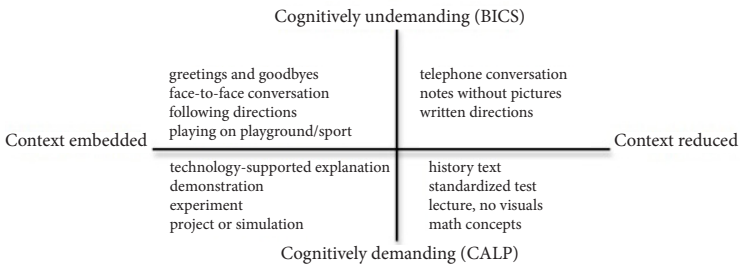 Cognitively undemanding (BICS)
greetings and goodbyes
face-to-face conversation
following directions
playing on playground/sport
telephone conversation
notes without pictures
written directions
Context embedded
Context reduced
technology-supported explanation
demonstration
experiment
project or simulation
history text
standardized test
lecture, no visuals
math concepts
Cognitively demanding (CALP)